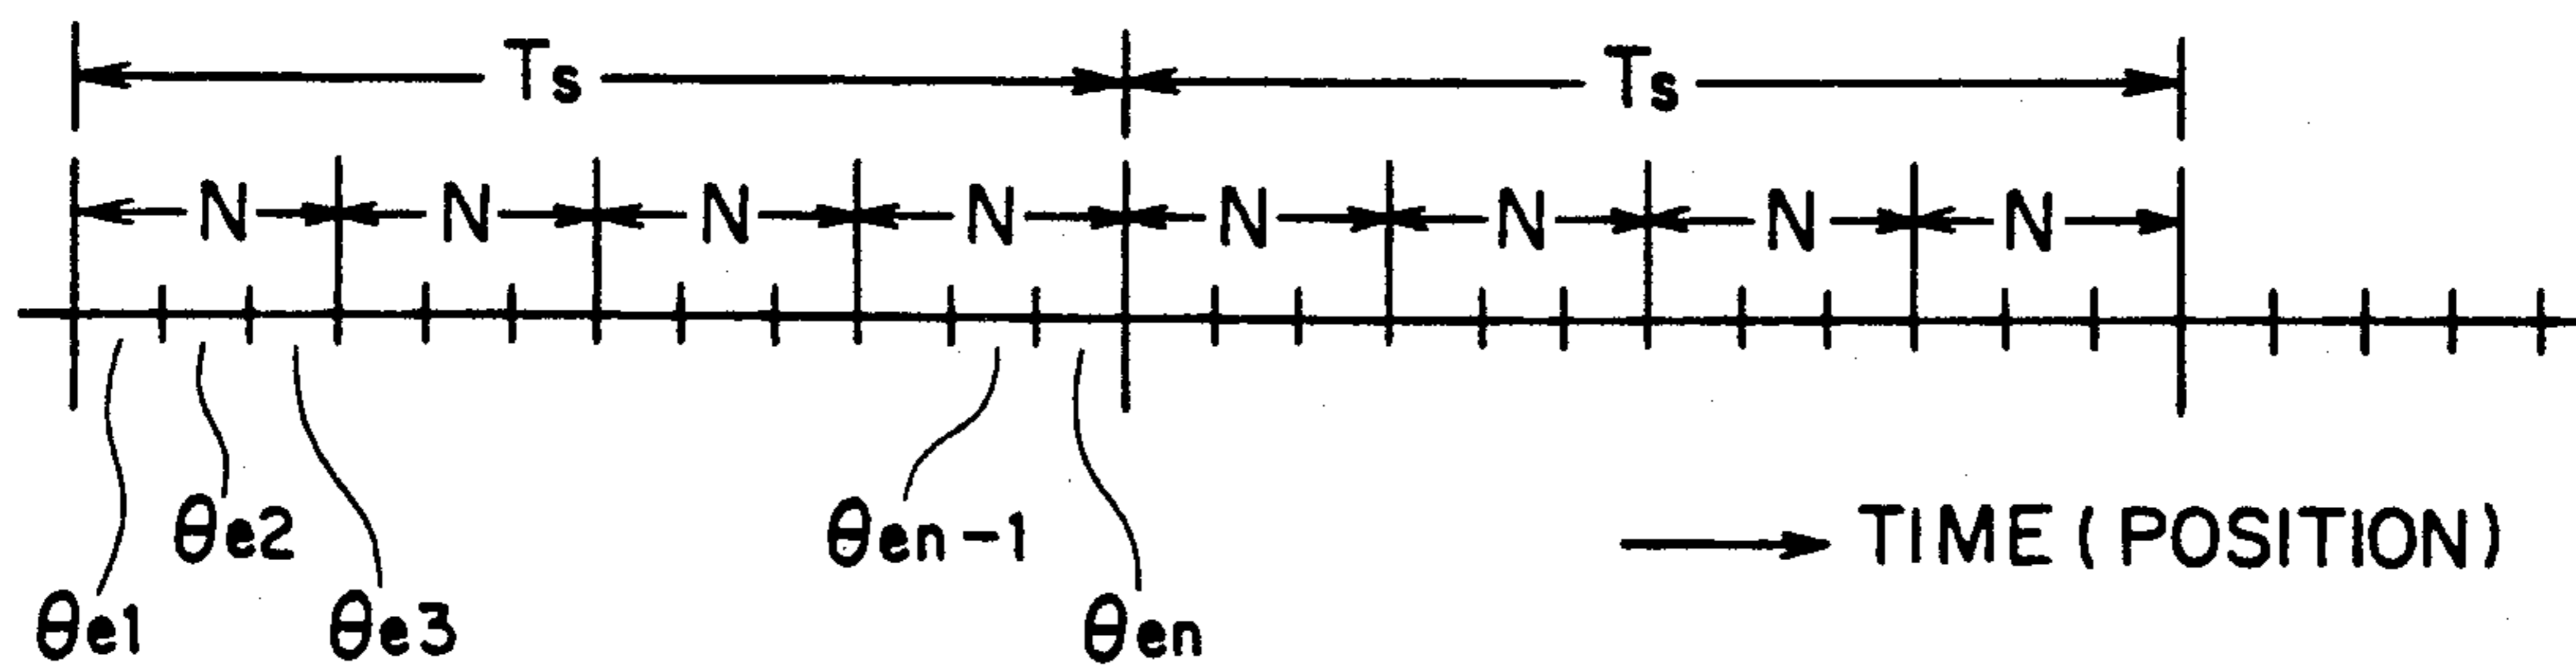 Ts Ts
N N N N N N N N
θe2 θen-1 TIME (POSITION)
θe1 θe3 θen